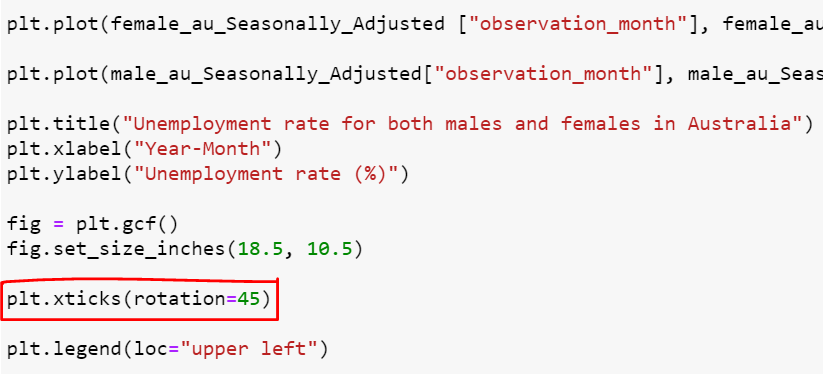 plt.plot(female_au_Seasonally_Adjusted ["observation_month"], female_au
plt.plot(male_au_Seasonally_Adjusted["observation_month"], male_au_Seas
plt.title("Unemployment rate for both males and females in Australia")
plt.xlabel("Year-Month")
plt.ylabel("Unemployment rate (%)")
fig = plt.gcf()
fig.set_size_inches(18.5, 10.5)
plt.xticks(rotation=45)
plt.legend(loc="upper left")